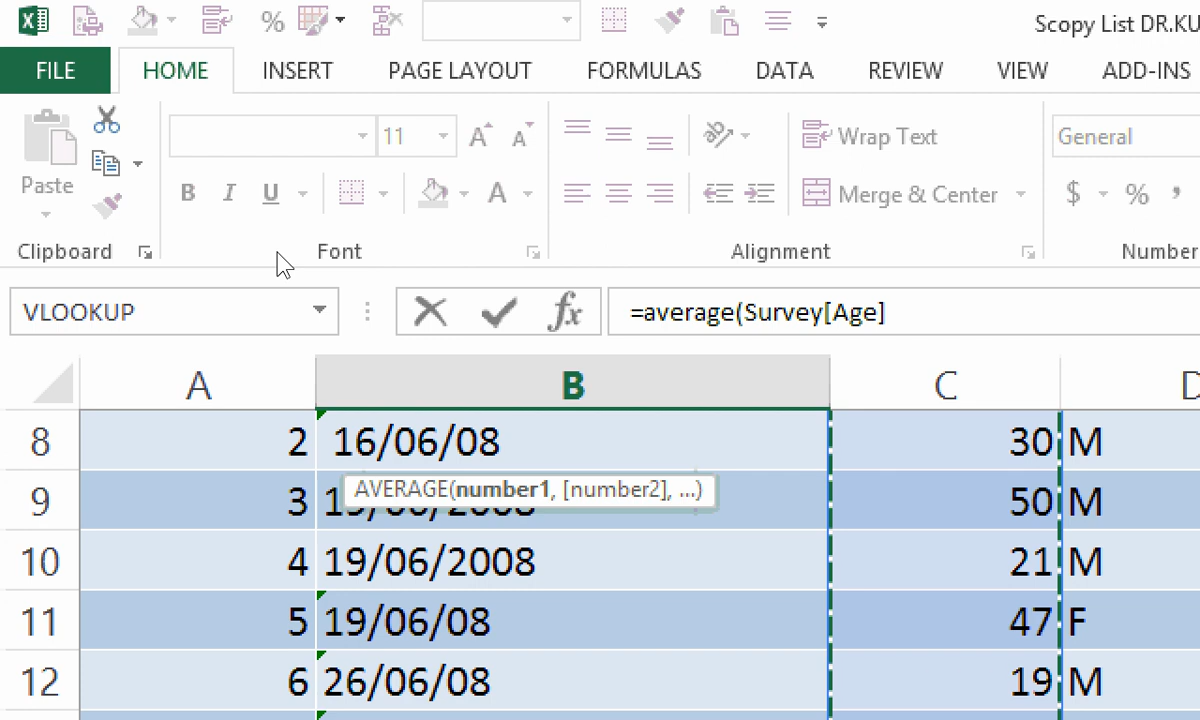 Scopy List DR.KU
FILE HOME INSERT PAGE LAYOUT FORMULAS DATA REVIEW VIEW ADD-INS
11 Wrap Text General
Paste B I U A Merge & Center $ % ,
Clipboard Font Alignment Number
VLOOKUP fx =average(Survey[Age]
A B C D
8 2 16/06/08 30 M
AVERAGE(number1, [number2], ...)
9 3 50 M
10 4 19/06/2008 21 M
11 5 19/06/08 47 F
12 6 26/06/08 19 M